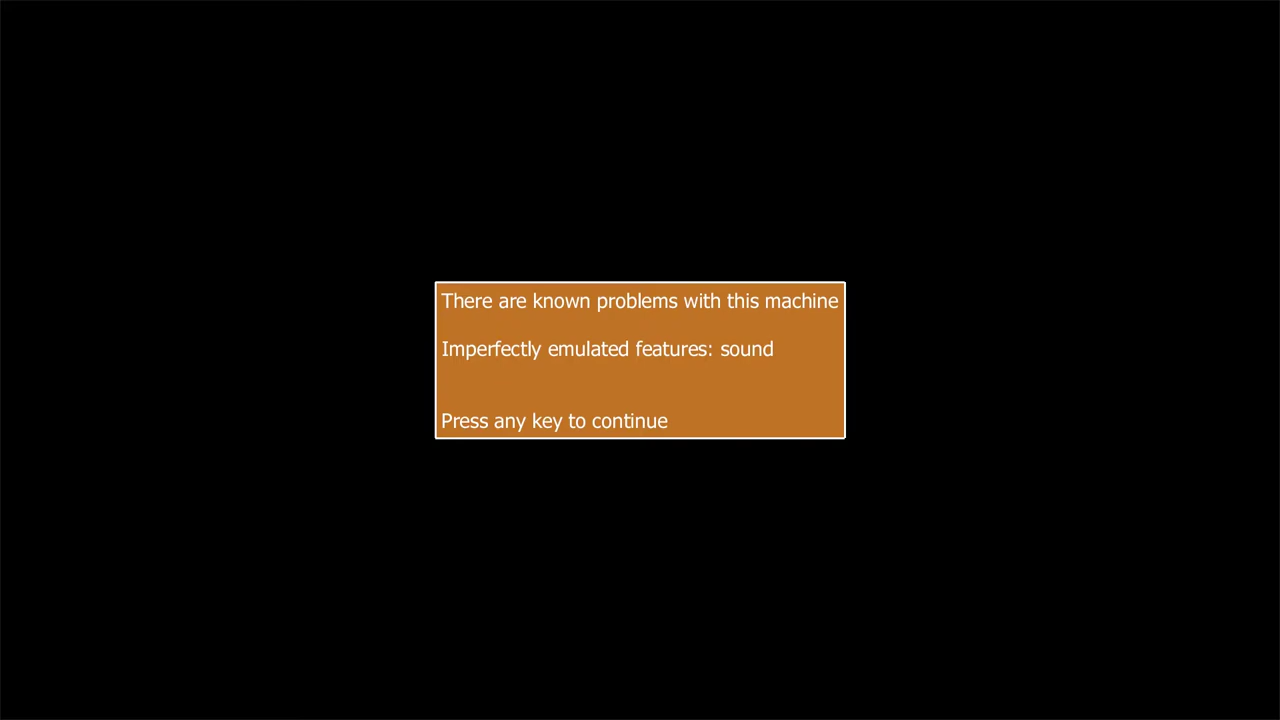 There are known problems with this machine
Imperfectly emulated features: sound
Press any key to continue